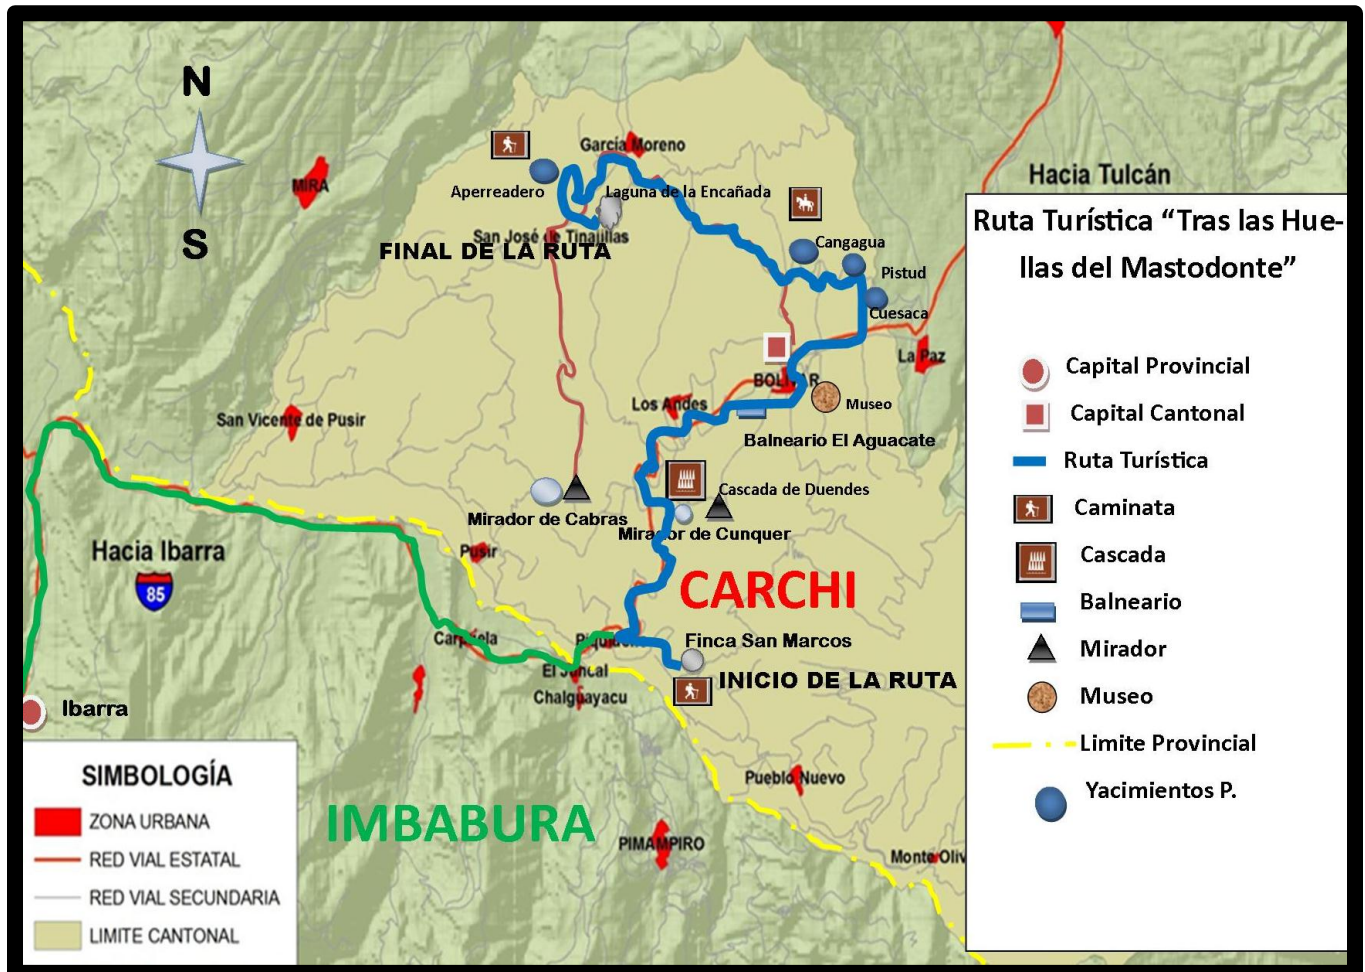 N
S
MIRA
García Moreno
Aperreadero
Laguna de la Encañada
San José de Tinajillas
FINAL DE LA RUTA
Cangagua
Pistud
Cuesaca
Hacia Tulcán
La Paz
BOLIVAR
Los Andes
Museo
Balneario El Aguacate
San Vicente de Pusir
Cascada de Duendes
Mirador de Cabras
Mirador de Cunquer
Hacia Ibarra
85
Pusir
CARCHI
Carpuela
Finca San Marcos
El Juncal
INICIO DE LA RUTA
Chalguayacu
Ibarra
Pueblo Nuevo
IMBABURA
PIMAMPIRO
Monte Oliv
SIMBOLOGÍA
ZONA URBANA
RED VIAL ESTATAL
RED VIAL SECUNDARIA
LIMITE CANTONAL
Ruta Turística “Tras las Hue-
llas del Mastodonte”
Capital Provincial
Capital Cantonal
Ruta Turística
Caminata
Cascada
Balneario
Mirador
Museo
Limite Provincial
Yacimientos P.